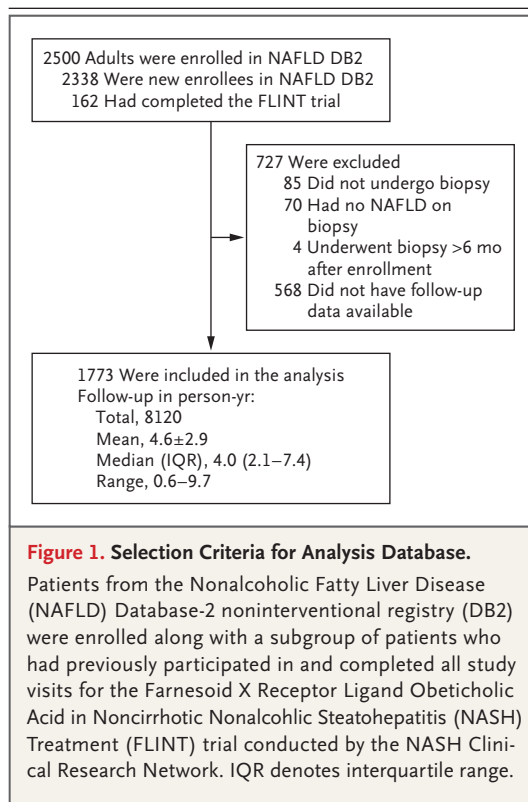 2500 Adults were enrolled in NAFLD DB2
2338 Were new enrollees in NAFLD DB2
162 Had completed the FLINT trial
727 Were excluded
85 Did not undergo biopsy
70 Had no NAFLD on
biopsy
4 Underwent biopsy >6 mo
after enrollment
568 Did not have follow-up
data available
1773 Were included in the analysis
Follow-up in person-yr:
Total, 8120
Mean, 4.6±2.9
Median (IQR), 4.0 (2.1–7.4)
Range, 0.6–9.7
Figure 1. Selection Criteria for Analysis Database.
Patients from the Nonalcoholic Fatty Liver Disease
(NAFLD) Database-2 noninterventional registry (DB2)
were enrolled along with a subgroup of patients who
had previously participated in and completed all study
visits for the Farnesoid X Receptor Ligand Obeticholic
Acid in Noncirrhotic Nonalcohlic Steatohepatitis (NASH)
Treatment (FLINT) trial conducted by the NASH Clini-
cal Research Network. IQR denotes interquartile range.